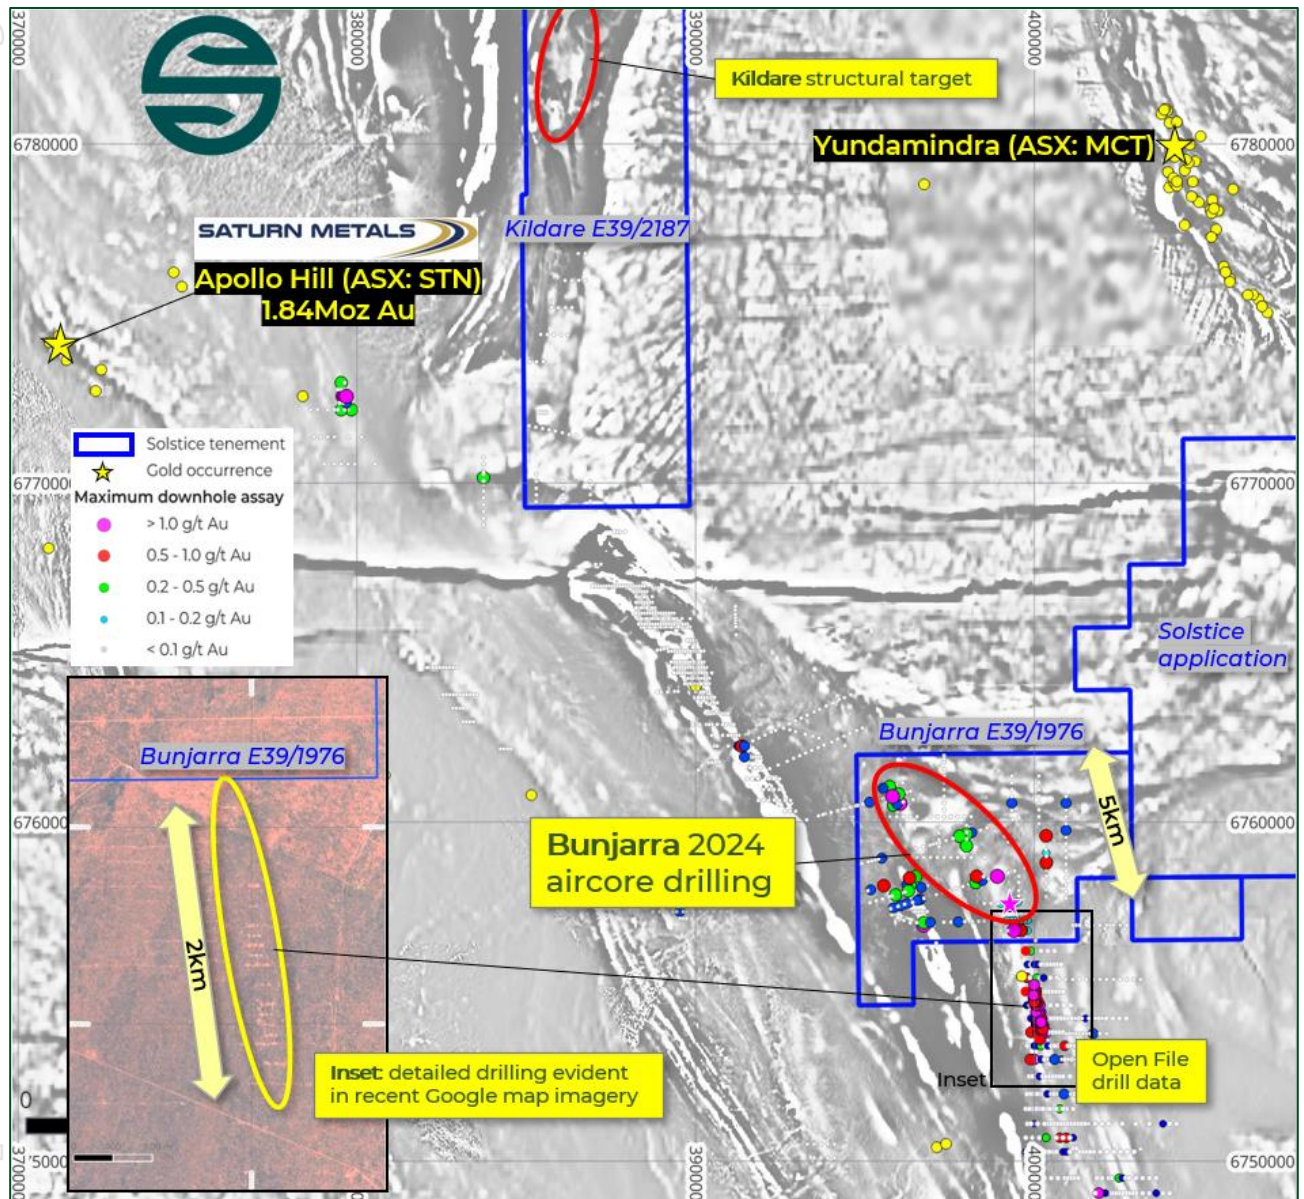 370000
380000
390000
400000
Kildare structural target
6780000
Yundamindra (ASX: MCT)
6780000
SATURN METALS
Kildare E39/2187
Apollo Hill (ASX: STN)
1.84Moz Au
Solstice tenement
Gold occurrence
Maximum downhole assay
> 1.0 g/t Au
0.5 - 1.0 g/t Au
0.2 - 0.5 g/t Au
0.1 - 0.2 g/t Au
< 0.1 g/t Au
6770000
6770000
Solstice
application
Bunjarra E39/1976
Bunjarra E39/1976
5km
6760000
6760000
Bunjarra 2024
aircore drilling
2km
Inset: detailed drilling evident
in recent Google map imagery
Inset
Open File
drill data
0
75000
6750000
370000
390000
400000